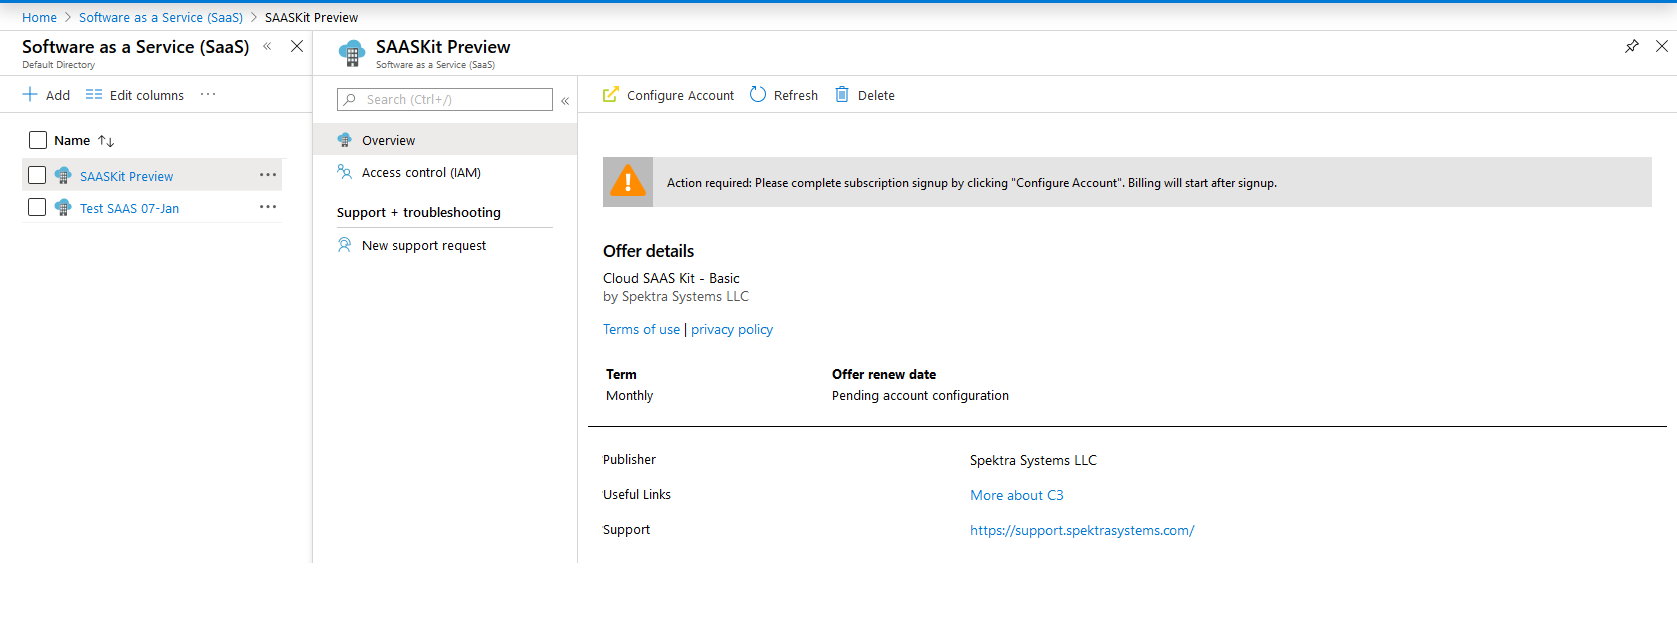 Home > Software as a Service (SaaS) > SAASKit Preview
Software as a Service (SaaS) «
Default Directory
Add Edit columns ···
Name ↑↓
SAASKit Preview ···
Test SAAS 07-Jan ···
SAASKit Preview
Software as a Service (SaaS)
Search (Ctrl+/) «
Overview
Access control (IAM)
Support + troubleshooting
New support request
Configure Account Refresh Delete
Action required: Please complete subscription signup by clicking "Configure Account". Billing will start after signup.
Offer details
Cloud SAAS Kit - Basic
by Spektra Systems LLC
Terms of use | privacy policy
Term Offer renew date
Monthly Pending account configuration
Publisher Spektra Systems LLC
Useful Links More about C3
Support https://support.spektrasystems.com/